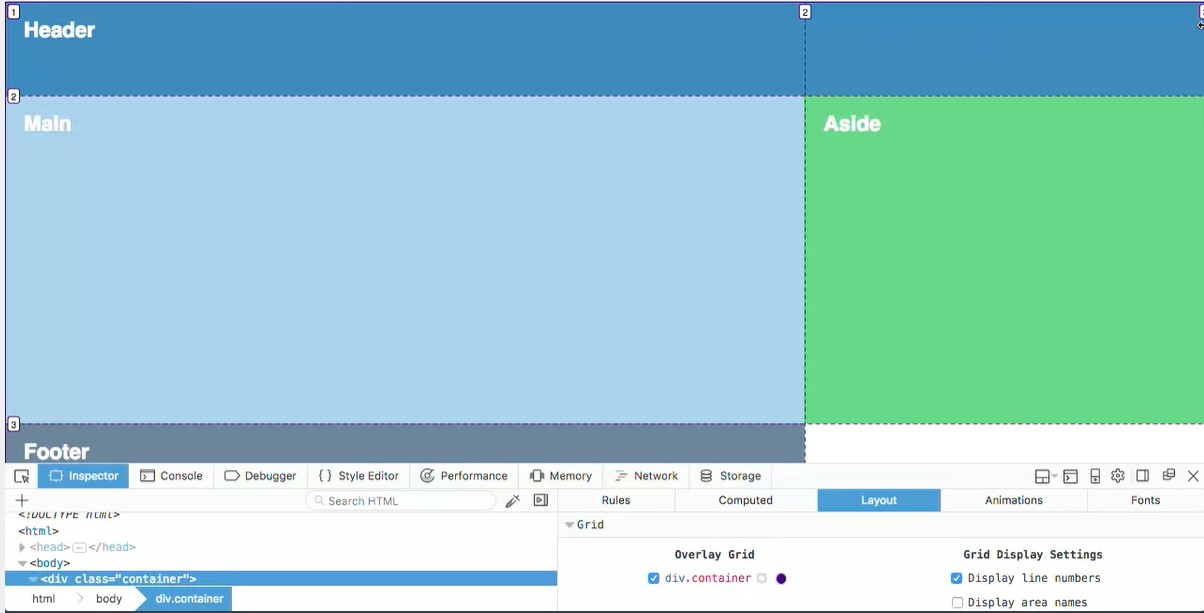 1 2
Header
2
Main Aside
3
Footer
Inspector Console Debugger { } Style Editor Performance Memory Network Storage
+ Search HTML Rules Computed Layout Animations Fonts
<!DOCTYPE html>
Grid
<html>
<head> </head>
Overlay Grid Grid Display Settings
<body>
<div class="container"> div.container Display line numbers
html body div.container Display area names